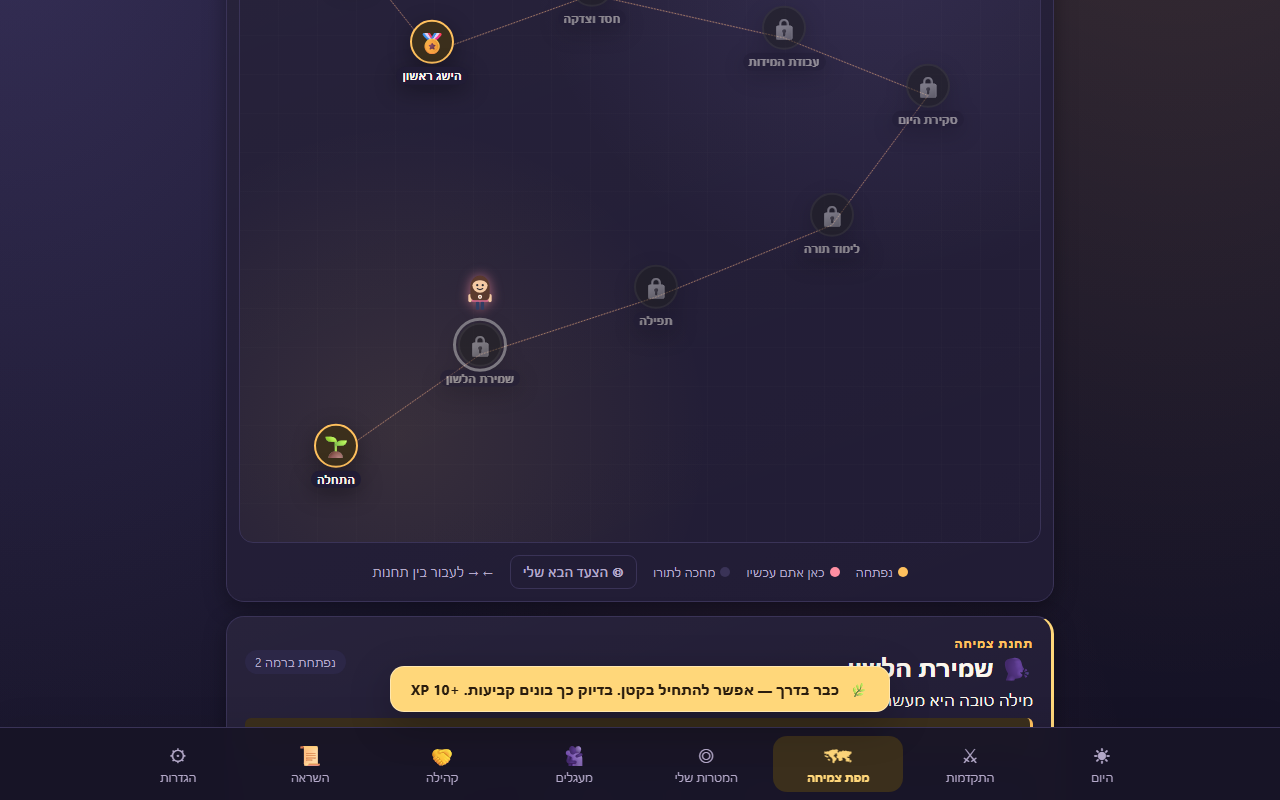 חסד וצדקה
עבודת המידות
הישג ראשון
סקירת היום
לימוד תורה
תפילה
שמירת הלשון
התחלה
נפתחה
כאן אתם עכשיו
מחכה לתורו
הצעד הבא שלי
←→ לעבור בין תחנות
תחנת צמיחה
שמירת
נפתחת ברמה 2
מילה טובה היא
כבר בדרך — אפשר להתחיל בקטן. בדיוק כך בונים קביעות. +10 XP
היום
התקדמות
מפת צמיחה
המטרות שלי
מעגלים
קהילה
השראה
הגדרות